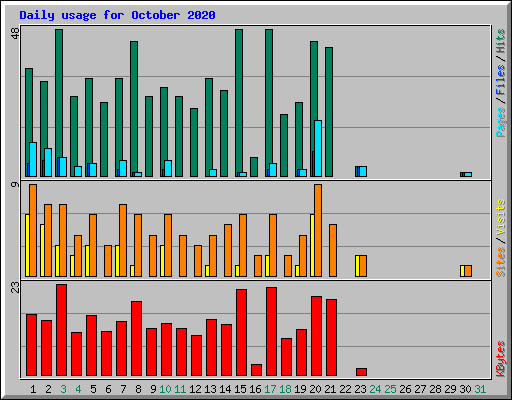 Daily usage for October 2020
48
9
23
Pages / Files / Hits
Sites / Visits
KBytes
1 2 3 4 5 6 7 8 9 10 11 12 13 14 15 16 17 18 19 20 21 22 23 24 25 26 27 28 29 30 31